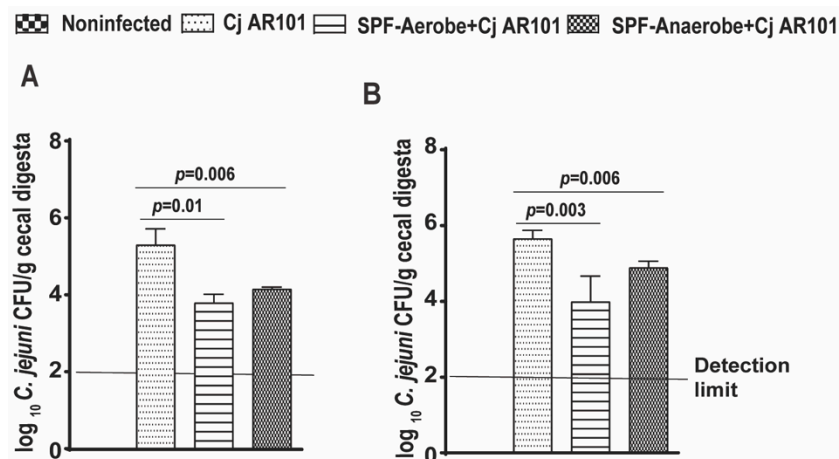 Noninfected Cj AR101 SPF-Aerobe+Cj AR101 SPF-Anaerobe+Cj AR101
A
log 10 C. jejuni CFU/g cecal digesta
8
6
4
2
0
p=0.006
p=0.01
B
log 10 C. jejuni CFU/g cecal digesta
8
6
4
2
0
p=0.006
p=0.003
Detection
limit